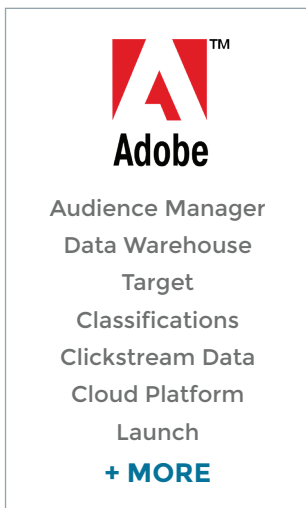 TM
Adobe
Audience Manager
Data Warehouse
Target
Classifications
Clickstream Data
Cloud Platform
Launch
+ MORE